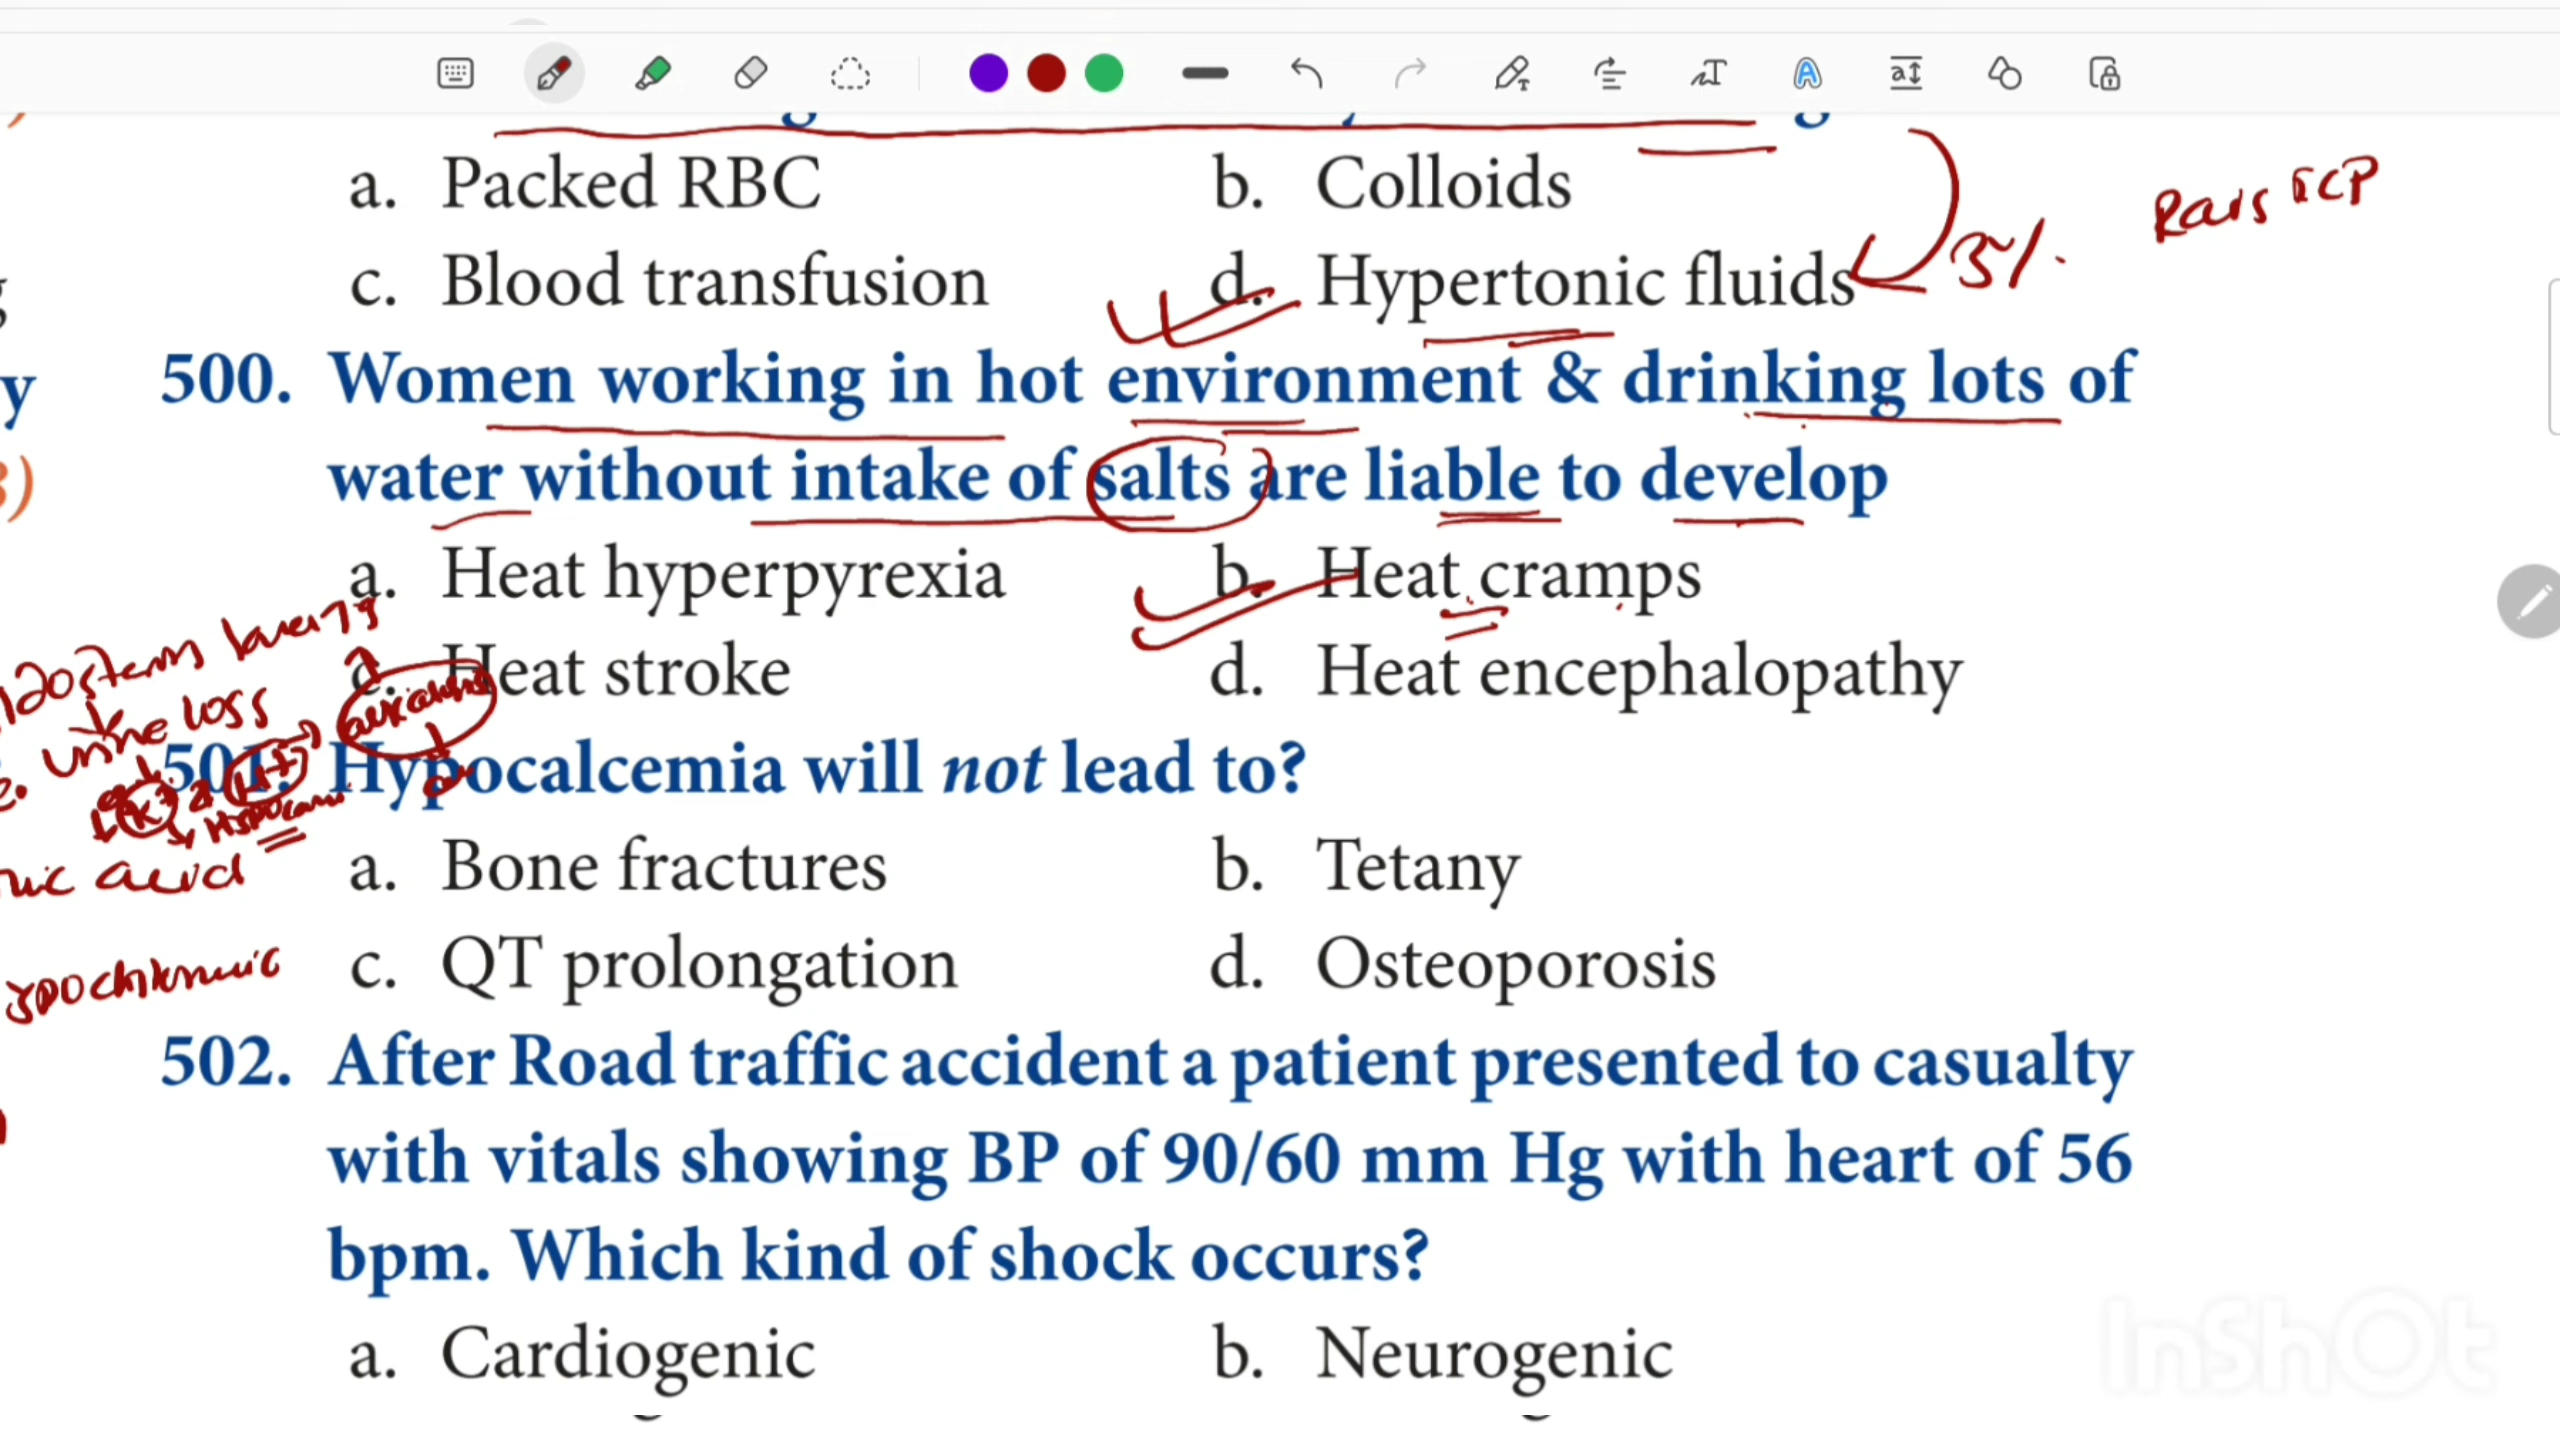 a. Packed RBC b. Colloids
c. Blood transfusion d. Hypertonic fluids
3%.
500. Women working in hot environment & drinking lots of
water without intake of salts are liable to develop
a. Heat hyperpyrexia b. Heat cramps
c. Heat stroke d. Heat encephalopathy
urine loss
501. Hypocalcemia will not lead to?
a. Bone fractures b. Tetany
acid
c. QT prolongation d. Osteoporosis
502. After Road traffic accident a patient presented to casualty
with vitals showing BP of 90/60 mm Hg with heart of 56
bpm. Which kind of shock occurs?
a. Cardiogenic b. Neurogenic
InShOt